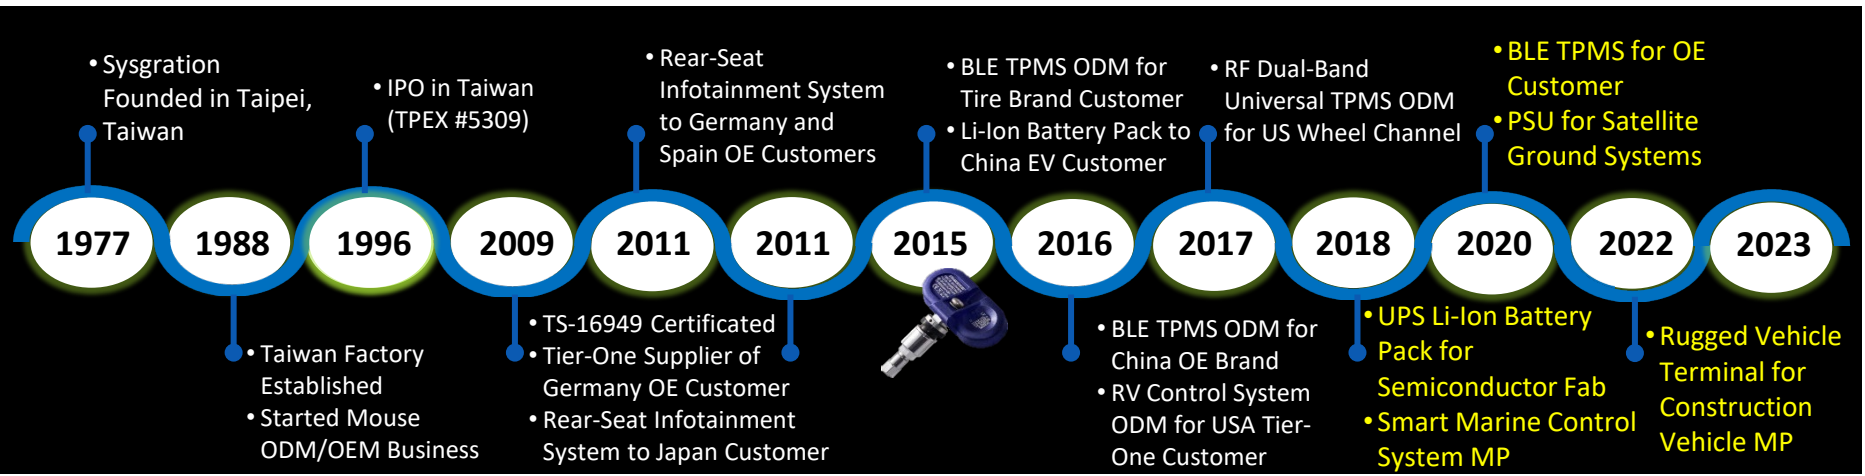 • Sysgration
Founded in Taipei,
Taiwan
• IPO in Taiwan
(TPEX #5309)
• Rear-Seat
Infotainment System
to Germany and
Spain OE Customers
• BLE TPMS ODM for
Tire Brand Customer
• Li-Ion Battery Pack to
China EV Customer
• RF Dual-Band
Universal TPMS ODM
for US Wheel Channel
• BLE TPMS for OE
Customer
• PSU for Satellite
Ground Systems
1977
1988
1996
2009
2011
2011
2015
2016
2017
2018
2020
2022
2023
• Taiwan Factory
Established
• Started Mouse
ODM/OEM Business
• TS-16949 Certificated
• Tier-One Supplier of
Germany OE Customer
• Rear-Seat Infotainment
System to Japan Customer
• BLE TPMS ODM for
China OE Brand
• RV Control System
ODM for USA Tier-
One Customer
• UPS Li-Ion Battery
Pack for
Semiconductor Fab
• Smart Marine Control
System MP
• Rugged Vehicle
Terminal for
Construction
Vehicle MP